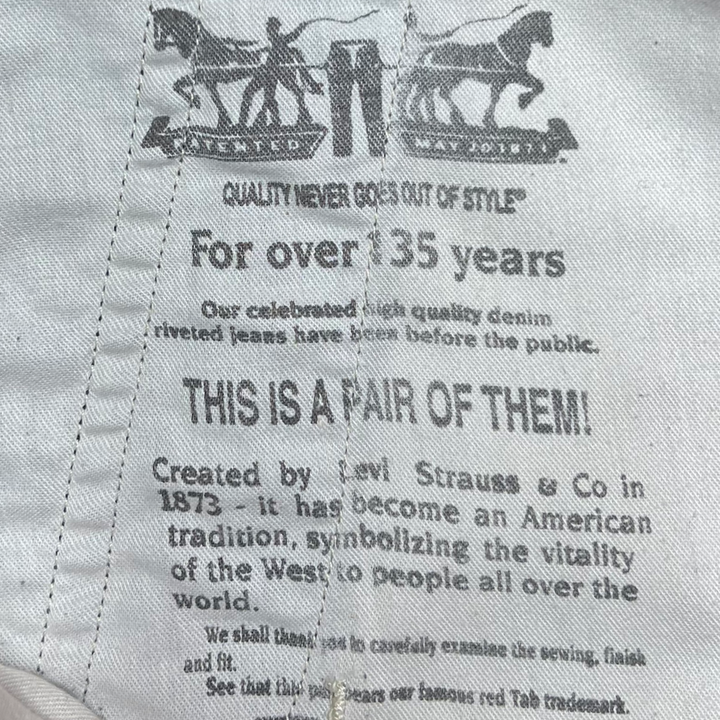 PATENTED MAY 20 1873
QUALITY NEVER GOES OUT OF STYLE®
For over 135 years
Our celebrated high quality denim
riveted jeans have been before the public.
THIS IS A PAIR OF THEM!
Created by Levi Strauss & Co in
1873 - it has become an American
tradition, symbolizing the vitality
of the West to people all over the
world.
We shall thank you to carefully examine the sewing, finish
and fit.
See that this pair bears our famous red Tab trademark.